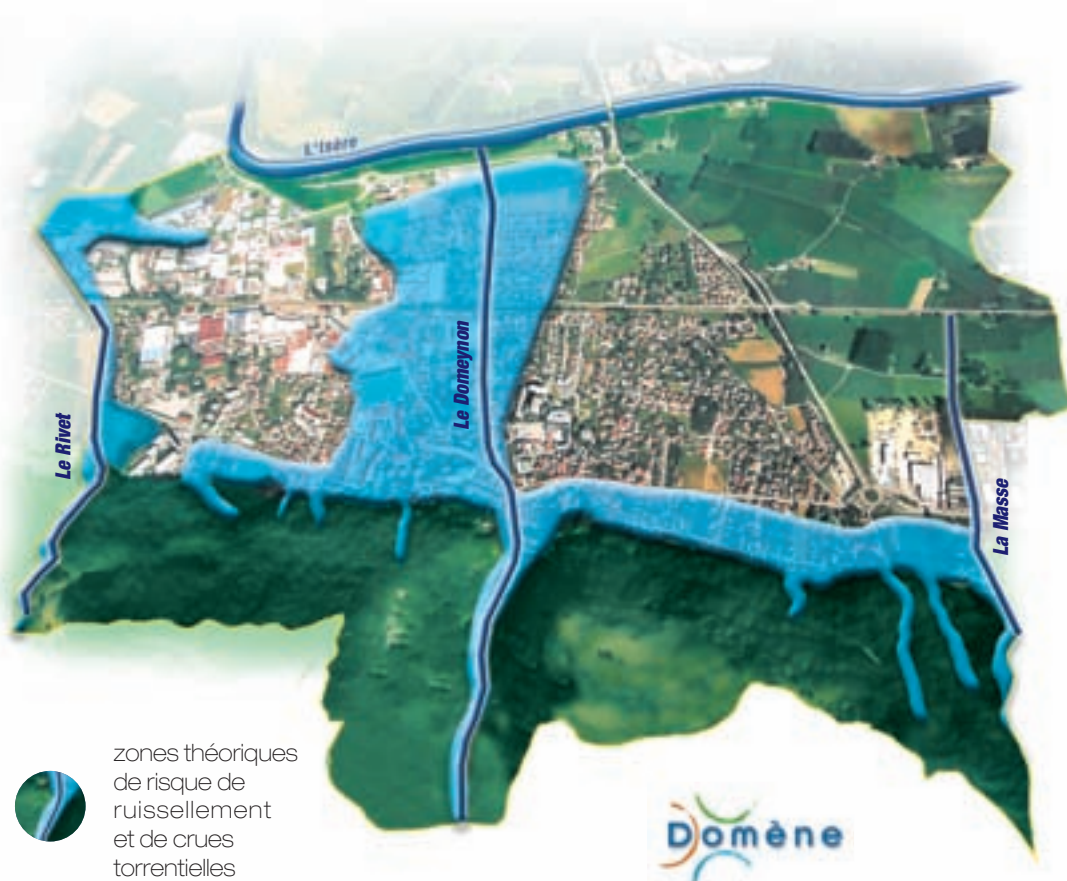 L'Isère
Le Domeynon
Le Rivet
La Masse
zones théoriques
de risque de
ruissellement
et de crues
torrentielles
Domène